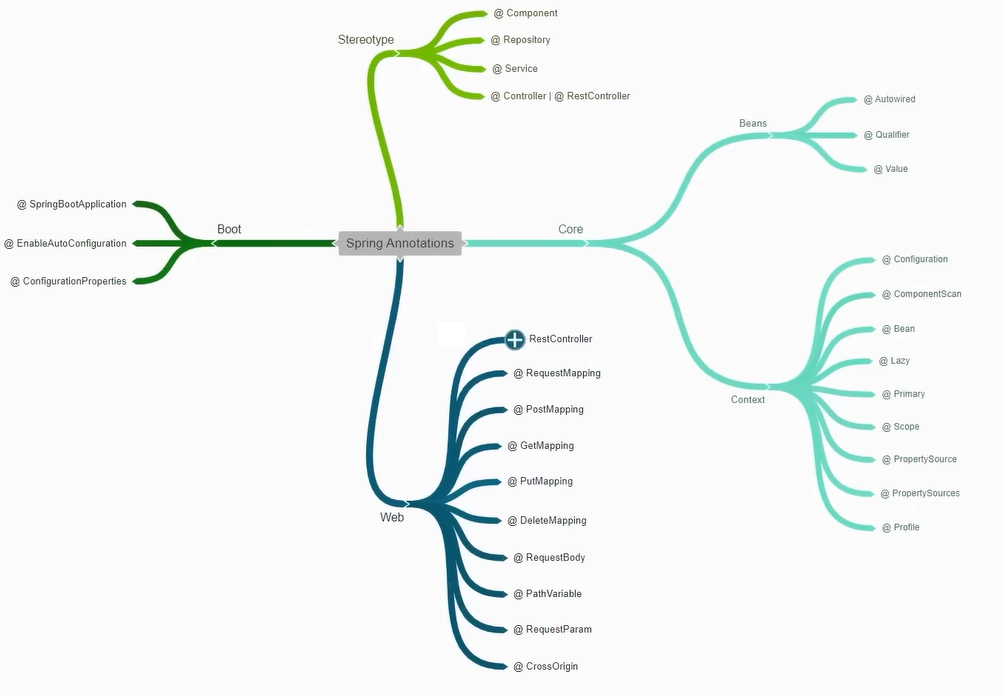 Stereotype
@ Component
@ Repository
@ Service
@ Controller | @ RestController
Boot
@ SpringBootApplication
@ EnableAutoConfiguration
@ ConfigurationProperties
Spring Annotations
Core
Beans
@ Autowired
@ Qualifier
@ Value
Context
@ Configuration
@ ComponentScan
@ Bean
@ Lazy
@ Primary
@ Scope
@ PropertySource
@ PropertySources
@ Profile
Web
RestController
@ RequestMapping
@ PostMapping
@ GetMapping
@ PutMapping
@ DeleteMapping
@ RequestBody
@ PathVariable
@ RequestParam
@ CrossOrigin